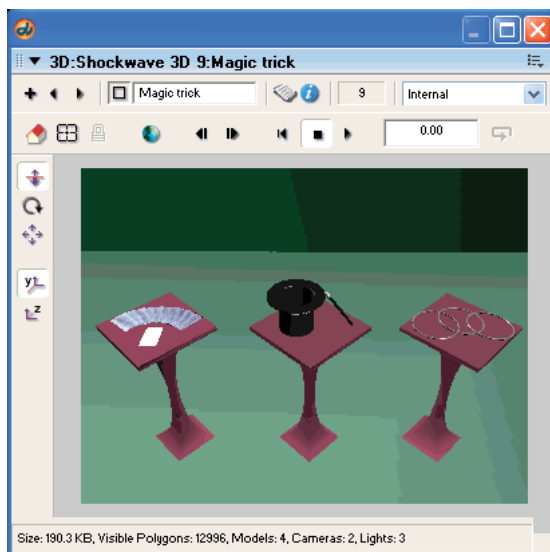 3D:Shockwave 3D 9:Magic trick
Magic trick 9 Internal
0.00
y
z
Size: 190.3 KB, Visible Polygons: 12996, Models: 4, Cameras: 2, Lights: 3